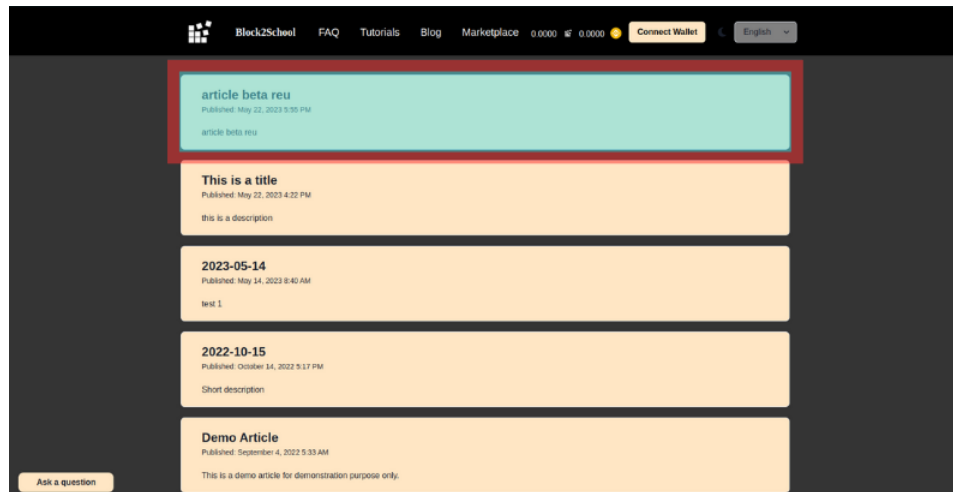 Block2School FAQ Tutorials Blog Marketplace 0.0000 0.0000 Connect Wallet English
article beta reu
Published: May 22, 2023 5:55 PM
article beta reu
This is a title
Published: May 22, 2023 4:22 PM
this is a description
2023-05-14
Published: May 14, 2023 8:40 AM
test 1
2022-10-15
Published: October 14, 2022 5:17 PM
Short description
Demo Article
Published: September 4, 2022 5:33 AM
This is a demo article for demonstration purpose only.
Ask a question